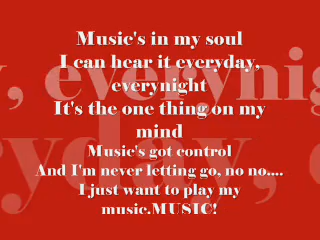 Music's in my soul
I can hear it everyday,
everynight
It's the one thing on my
mind
Music's got control
And I'm never letting go, no no....
I just want to play my
music.MUSIC!